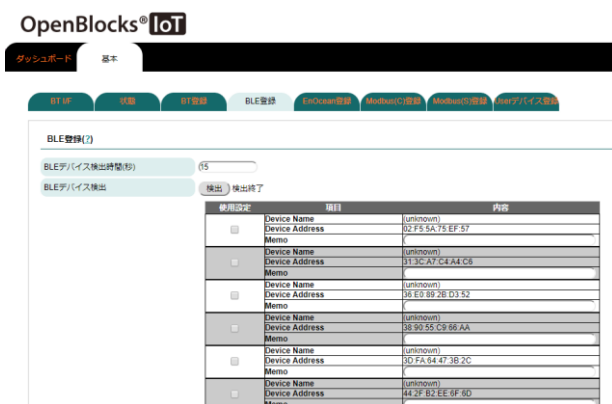 OpenBlocks® IoT
ダッシュボード 基本
BT I/F 状態 BT登録 BLE登録 EnOcean登録 Modbus(C)登録 Modbus(S)登録 Userデバイス登録
BLE登録(?)
BLEデバイス検出時間(秒) 15
BLEデバイス検出 検出 検出終了
使用設定 項目 内容
Device Name (unknown)
Device Address 02:F5:5A:75:EF:57
Memo
Device Name (unknown)
Device Address 31:3C:A7:C4:A4:C6
Memo
Device Name (unknown)
Device Address 36:E0:89:2B:D3:52
Memo
Device Name (unknown)
Device Address 38:90:55:C9:66:AA
Memo
Device Name (unknown)
Device Address 3D:FA:64:47:3B:2C
Memo
Device Name (unknown)
Device Address 44:2F:B2:EE:6F:6D
Memo